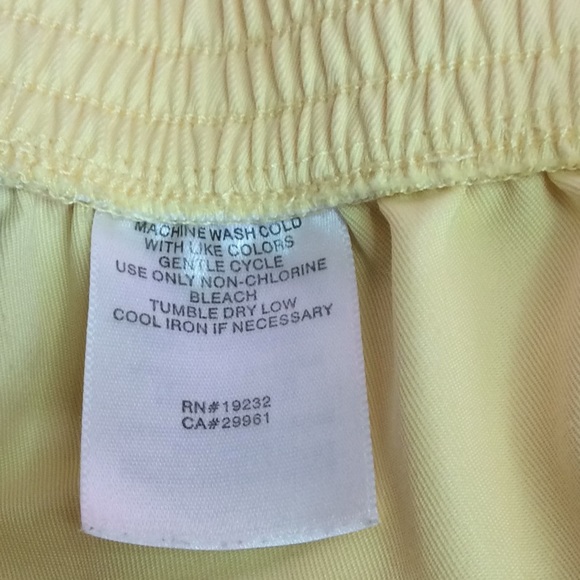 MACHINE WASH COLD
WITH LIKE COLORS
GENTLE CYCLE
USE ONLY NON-CHLORINE
BLEACH
TUMBLE DRY LOW
COOL IRON IF NECESSARY
RN#19232
CA#29961